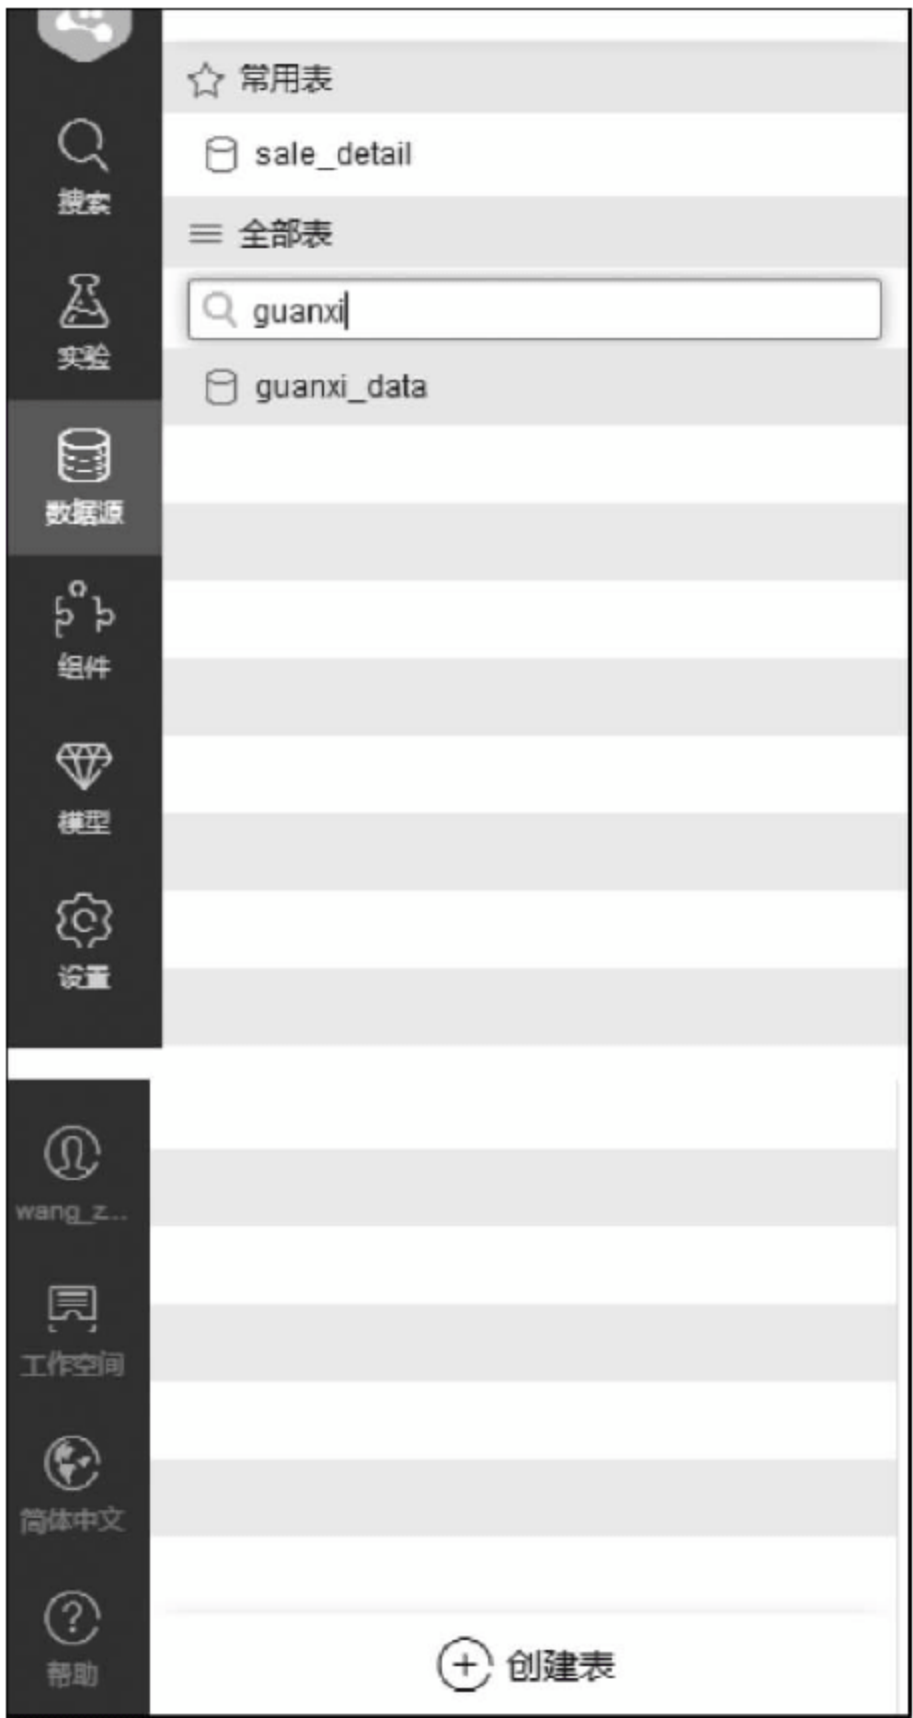 常用表
sale_detail
全部表
guanxi
guanxi_data
搜索
实验
数据源
组件
模型
设置
wang_z...
工作空间
简体中文
帮助
创建表